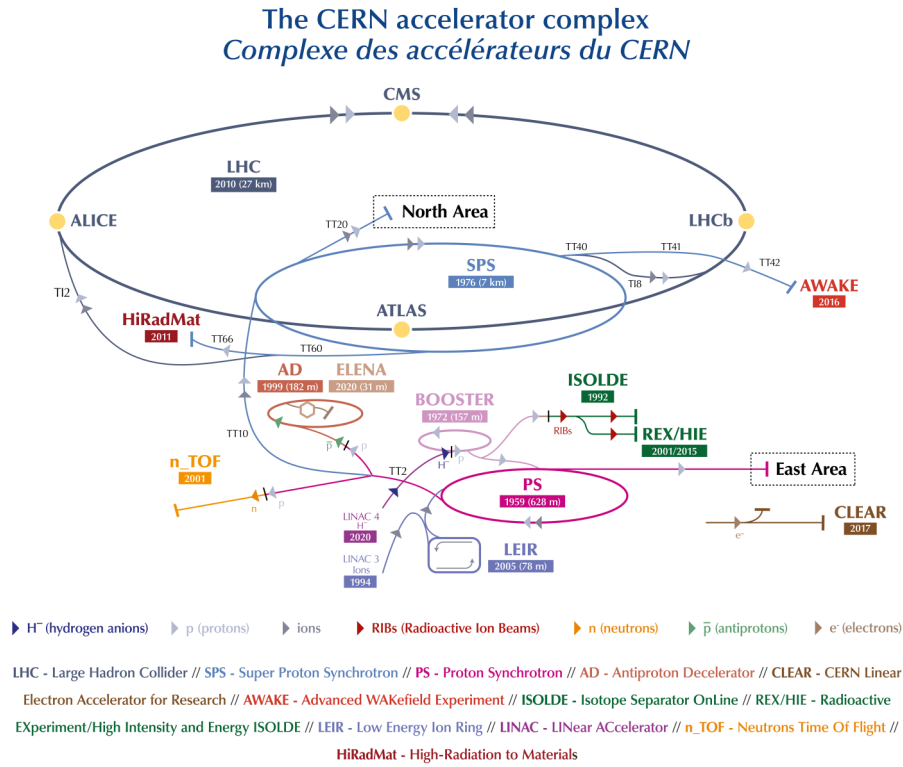 The CERN accelerator complex
Complexe des accélérateurs du CERN
CMS
LHC
2010 (27 km)
North Area
TT20
ALICE
LHCb
TT40
TT41
TT42
SPS
1976 (7 km)
TI8
TI2
AWAKE
2016
ATLAS
HiRadMat
2011
TT66
TT60
AD
1999 (182 m)
ELENA
2020 (31 m)
ISOLDE
1992
BOOSTER
1972 (157 m)
RIBs
REX/HIE
2001/2015
TT10
p̅
p
H⁻
p
n_TOF
2001
TT2
East Area
PS
1959 (628 m)
n
p
LINAC 4
H⁻
2020
CLEAR
2017
e⁻
LINAC 3
Ions
1994
LEIR
2005 (78 m)
H⁻ (hydrogen anions)
p (protons)
ions
RIBs (Radioactive Ion Beams)
n (neutrons)
p̅ (antiprotons)
e⁻ (electrons)
LHC - Large Hadron Collider // SPS - Super Proton Synchrotron // PS - Proton Synchrotron // AD - Antiproton Decelerator // CLEAR - CERN Linear
Electron Accelerator for Research // AWAKE - Advanced WAKefield Experiment // ISOLDE - Isotope Separator OnLine // REX/HIE - Radioactive
EXperiment/High Intensity and Energy ISOLDE // LEIR - Low Energy Ion Ring // LINAC - LINear ACcelerator // n_TOF - Neutrons Time Of Flight //
HiRadMat - High-Radiation to Materials